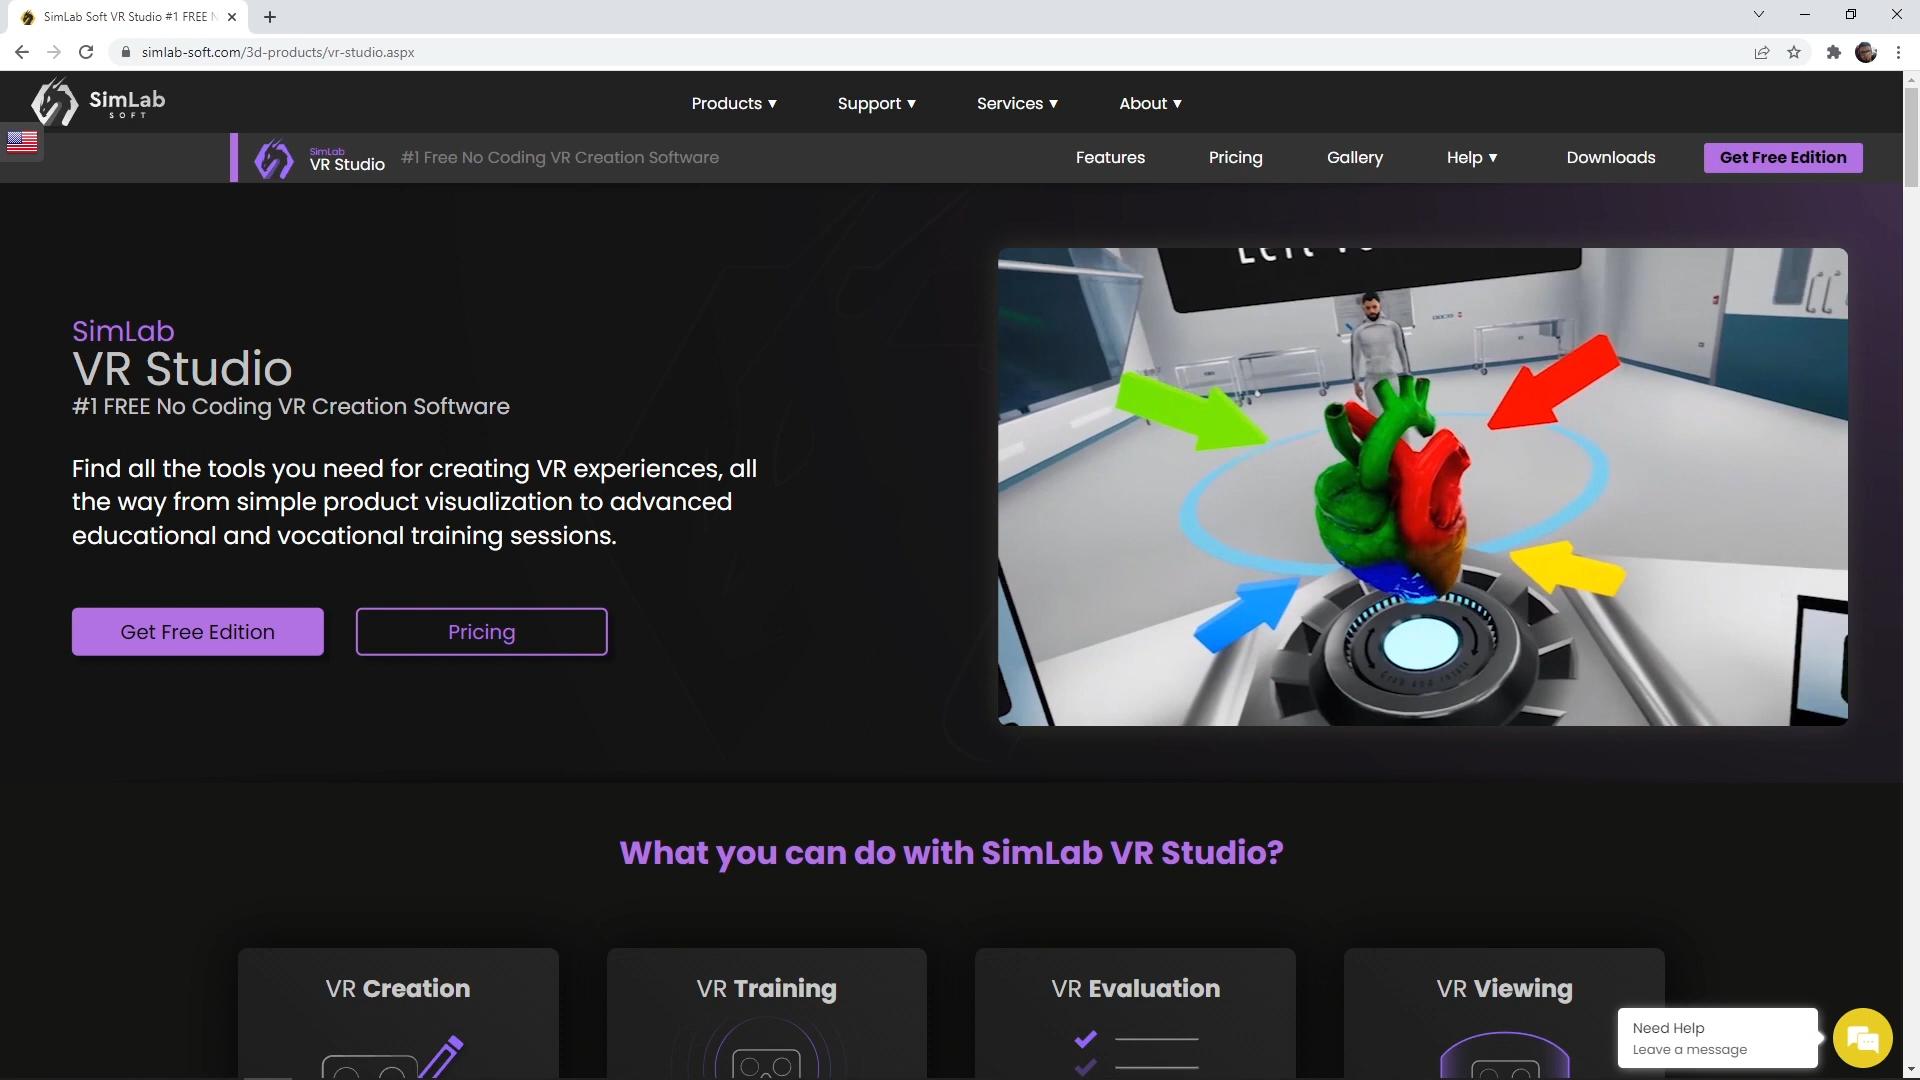 SimLab Soft VR Studio #1 FREE N
simlab-soft.com/3d-products/vr-studio.aspx
SimLab
SOFT
Products ▾
Support ▾
Services ▾
About ▾
SimLab
VR Studio
#1 Free No Coding VR Creation Software
Features
Pricing
Gallery
Help ▾
Downloads
Get Free Edition
SimLab
VR Studio
#1 FREE No Coding VR Creation Software
Find all the tools you need for creating VR experiences, all
the way from simple product visualization to advanced
educational and vocational training sessions.
Get Free Edition
Pricing
What you can do with SimLab VR Studio?
VR Creation
VR Training
VR Evaluation
VR Viewing
Need Help
Leave a message